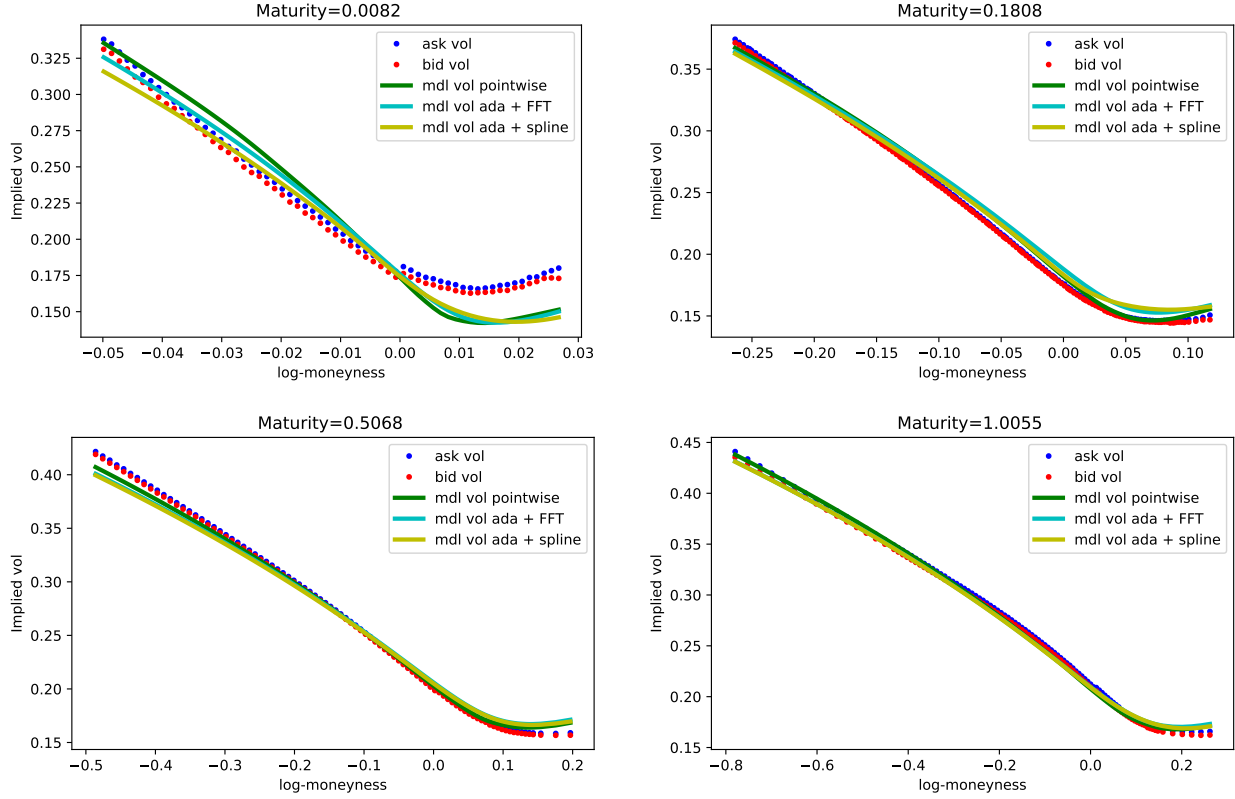 Maturity=0.0082
0.325
0.300
0.275
0.250
0.225
0.200
0.175
0.150
Implied vol
ask vol
bid vol
mdl vol pointwise
mdl vol ada + FFT
mdl vol ada + spline
−0.05 −0.04 −0.03 −0.02 −0.01 0.00 0.01 0.02 0.03
log-moneyness
Maturity=0.1808
0.35
0.30
0.25
0.20
0.15
Implied vol
ask vol
bid vol
mdl vol pointwise
mdl vol ada + FFT
mdl vol ada + spline
−0.25 −0.20 −0.15 −0.10 −0.05 0.00 0.05 0.10
log-moneyness
Maturity=0.5068
0.40
0.35
0.30
0.25
0.20
0.15
Implied vol
ask vol
bid vol
mdl vol pointwise
mdl vol ada + FFT
mdl vol ada + spline
−0.5 −0.4 −0.3 −0.2 −0.1 0.0 0.1 0.2
log-moneyness
Maturity=1.0055
0.45
0.40
0.35
0.30
0.25
0.20
0.15
Implied vol
ask vol
bid vol
mdl vol pointwise
mdl vol ada + FFT
mdl vol ada + spline
−0.8 −0.6 −0.4 −0.2 0.0 0.2
log-moneyness